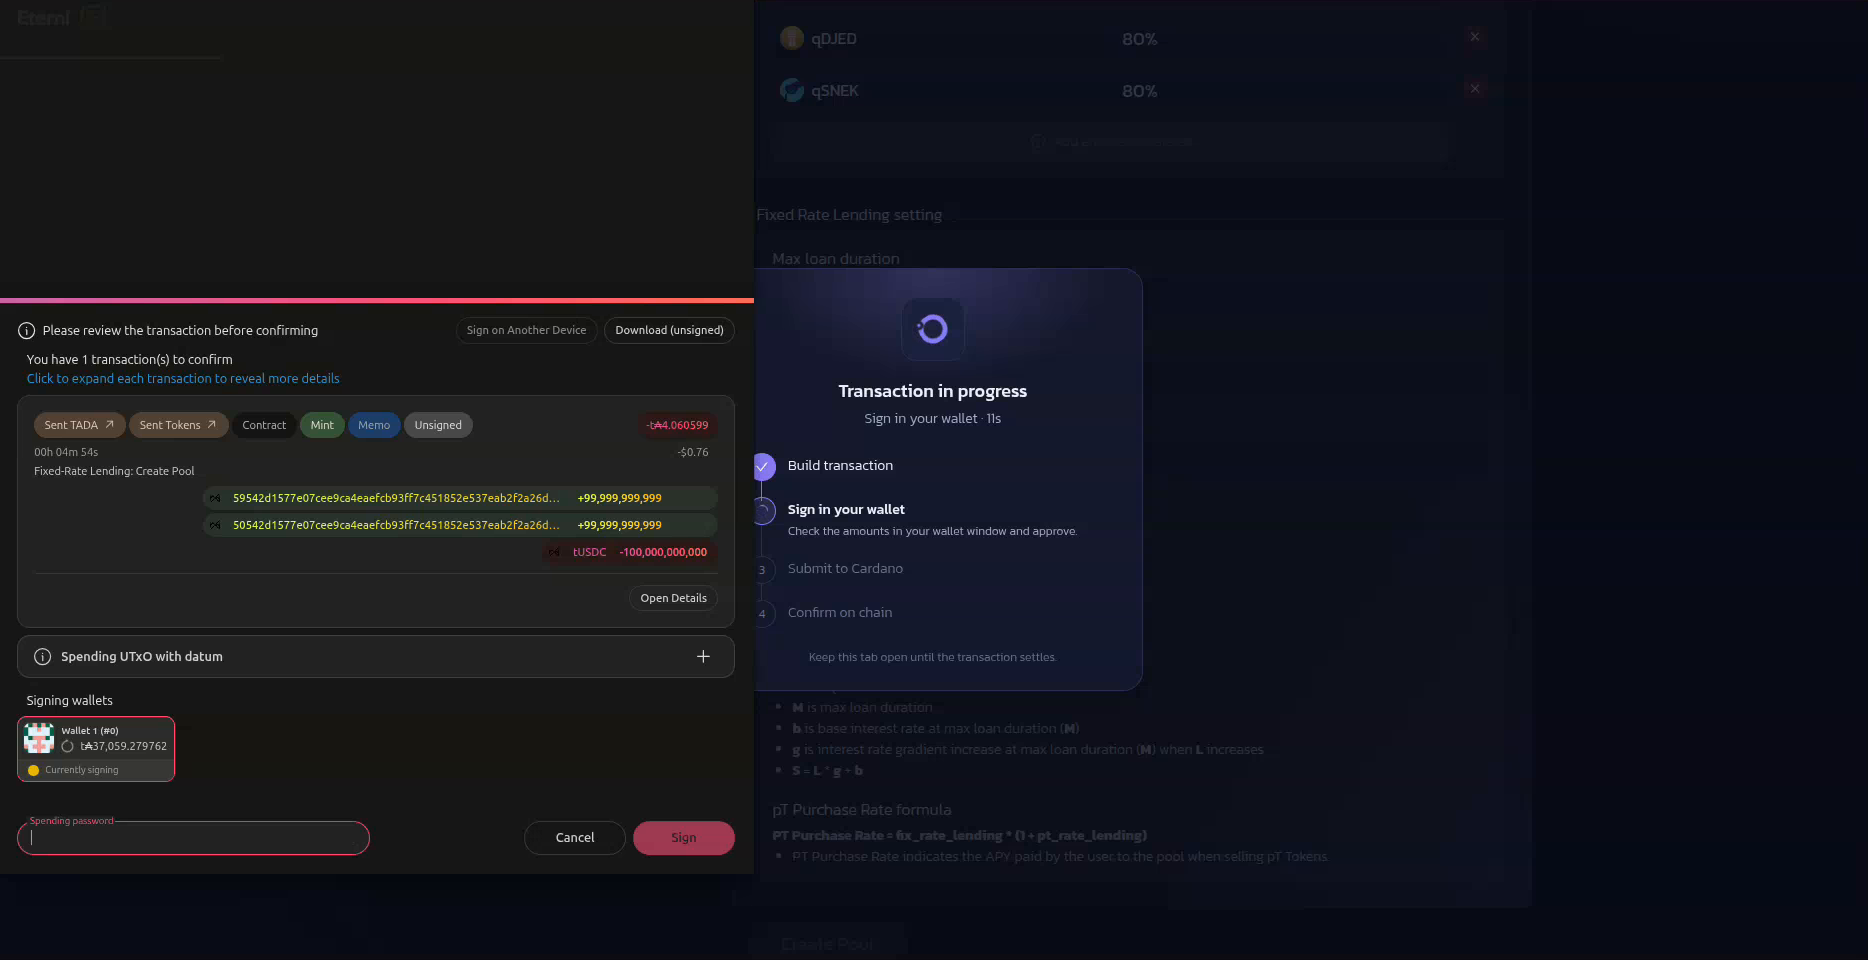 Eternl
Please review the transaction before confirming
Sign on Another Device
Download (unsigned)
You have 1 transaction(s) to confirm
Click to expand each transaction to reveal more details
Sent TADA
Sent Tokens
Contract
Mint
Memo
Unsigned
-t₳4.060599
00h 04m 54s
-$0.76
Fixed-Rate Lending: Create Pool
59542d1577e07cee9ca4eaefcb93ff7c451852e537eab2f2a26d... +99,999,999,999
50542d1577e07cee9ca4eaefcb93ff7c451852e537eab2f2a26d... +99,999,999,999
tUSDC -100,000,000,000
Open Details
Spending UTxO with datum
Signing wallets
Wallet 1 (#0)
t₳37,059.279762
Currently signing
Spending password
Cancel
Sign
qDJED 80%
qSNEK 80%
Fixed Rate Lending setting
Max loan duration
Transaction in progress
Sign in your wallet · 11s
Build transaction
Sign in your wallet
Check the amounts in your wallet window and approve.
3 Submit to Cardano
4 Confirm on chain
Keep this tab open until the transaction settles.
M is max loan duration
b is base interest rate at max loan duration (M)
g is interest rate gradient increase at max loan duration (M) when L increases
S = L * g + b
pT Purchase Rate formula
PT Purchase Rate = fix_rate_lending * (1 + pt_rate_lending)
PT Purchase Rate indicates the APY paid by the user to the pool when selling pT Tokens
Create Pool